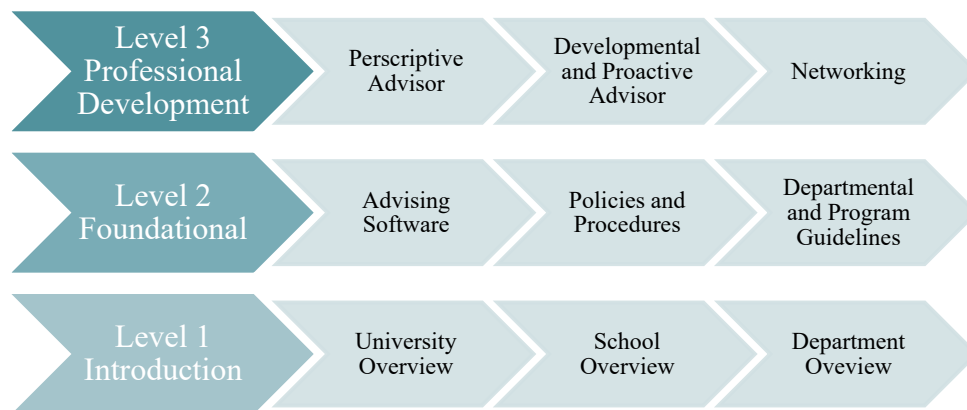 Level 3
Professional
Development
Perscriptive
Advisor
Developmental
and Proactive
Advisor
Networking
Level 2
Foundational
Advising
Software
Policies and
Procedures
Departmental
and Program
Guidelines
Level 1
Introduction
University
Overview
School
Overview
Department
Oveview